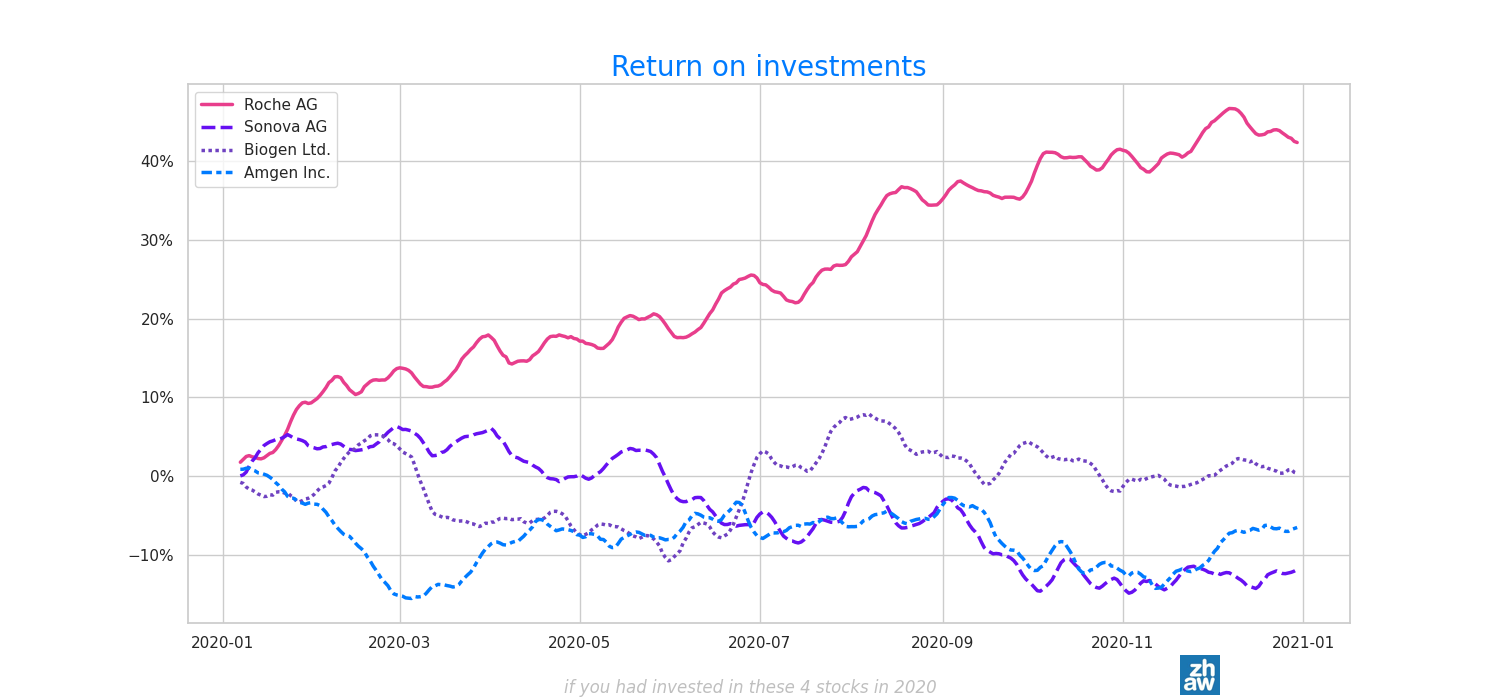 Return on investments
Roche AG
Sonova AG
Biogen Ltd.
Amgen Inc.
40%
30%
20%
10%
0%
−10%
2020-01 2020-03 2020-05 2020-07 2020-09 2020-11 2021-01
if you had invested in these 4 stocks in 2020
zh
aw